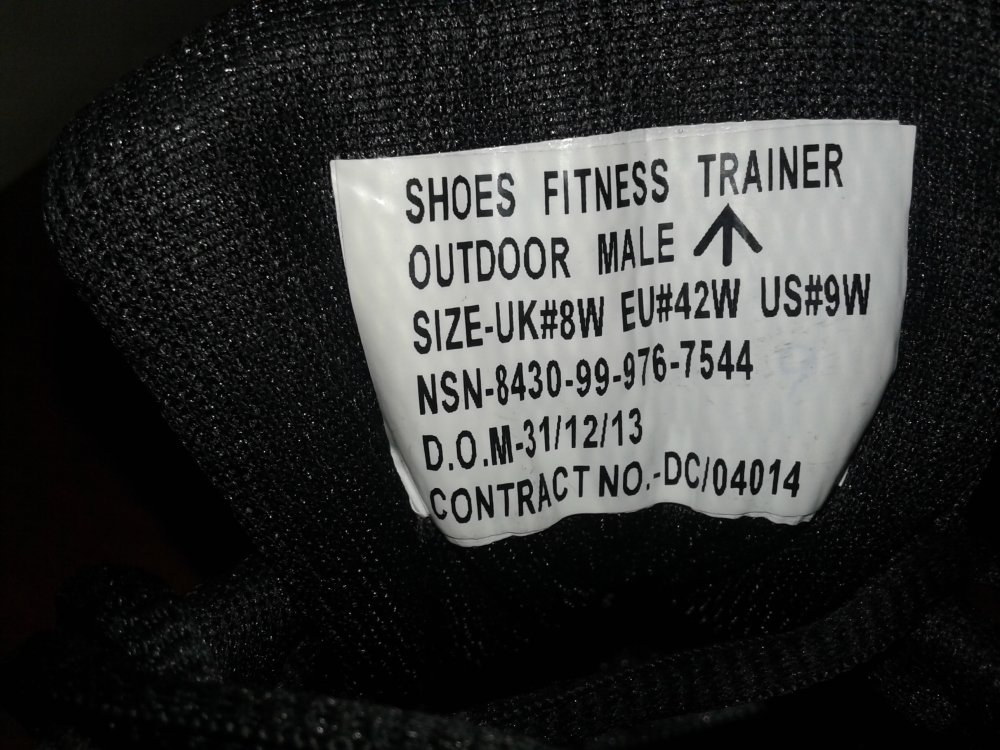 SHOES FITNESS TRAINER
OUTDOOR MALE
SIZE-UK#8W EU#42W US#9W
NSN-8430-99-976-7544
D.O.M-31/12/13
CONTRACT NO.-DC/04014